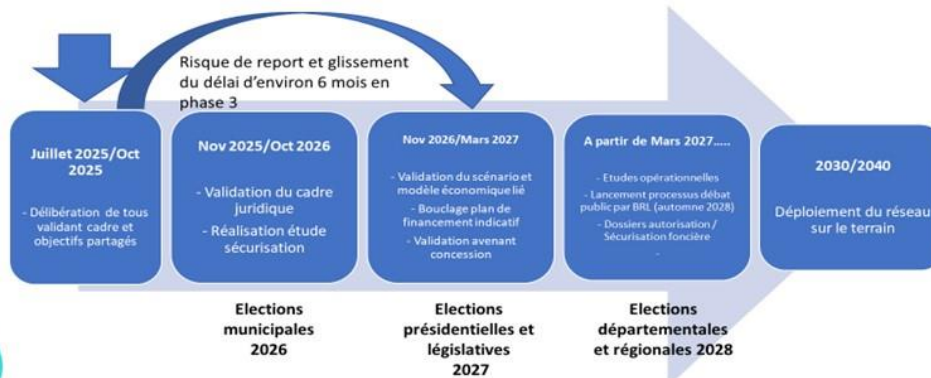 Risque de report et glissement
du délai d’environ 6 mois en
phase 3
Juillet 2025/Oct
2025
- Délibération de tous
validant cadre et
objectifs partagés
Nov 2025/Oct 2026
- Validation du cadre
juridique
- Réalisation étude
sécurisation
Nov 2026/Mars 2027
- Validation du scénario et
modèle économique lié
- Bouclage plan de
financement indicatif
- Validation avenant
concession
A partir de Mars 2027.....
- Etudes opérationnelles
- Lancement processus débat
public par BRL (automne 2028)
- Dossiers autorisation /
Sécurisation foncière
-
2030/2040
Déploiement du réseau
sur le terrain
Elections
municipales
2026
Elections
présidentielles et
législatives
2027
Elections
départementales
et régionales 2028